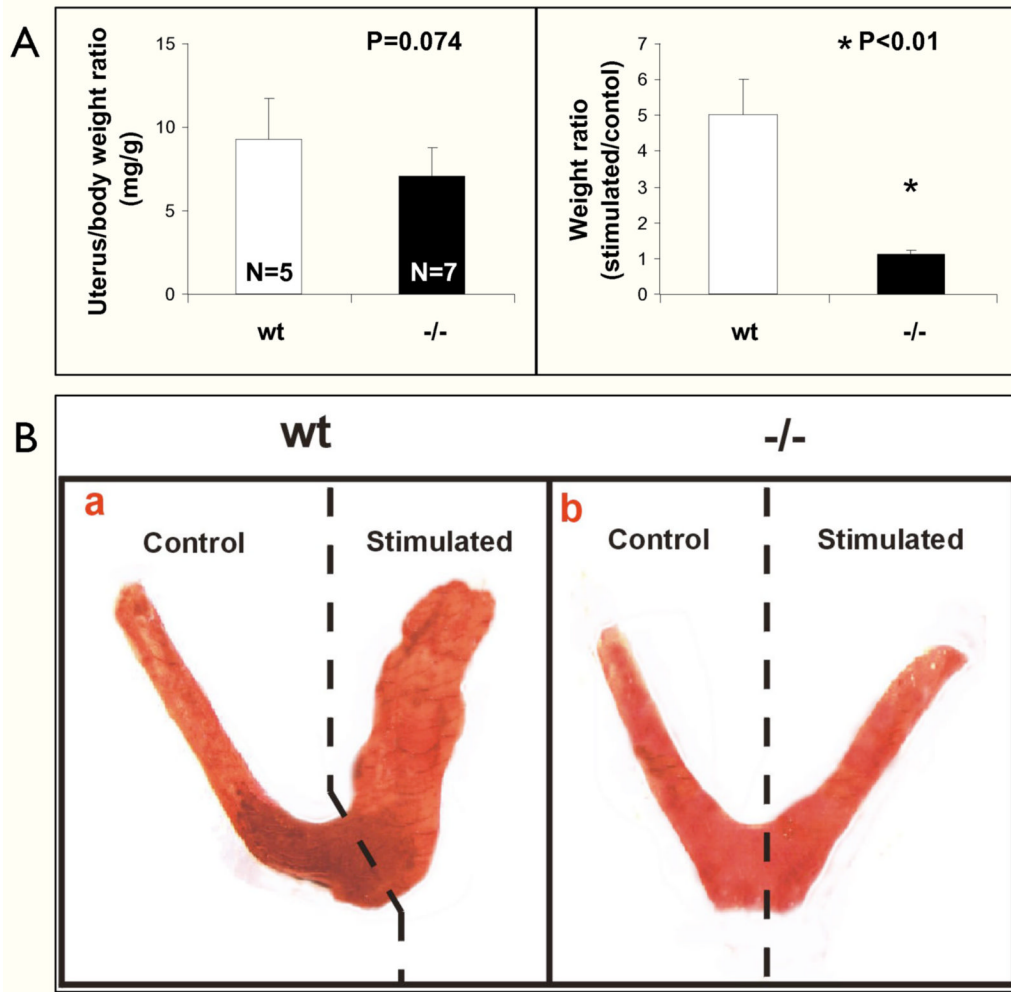 A
P=0.074
Uterus/body weight ratio
(mg/g)
15
10
5
0
N=5
N=7
wt
-/-
* P<0.01
Weight ratio
(stimulated/contol)
7
6
5
4
3
2
1
0
*
wt
-/-
B
wt
-/-
a
Control
Stimulated
b
Control
Stimulated